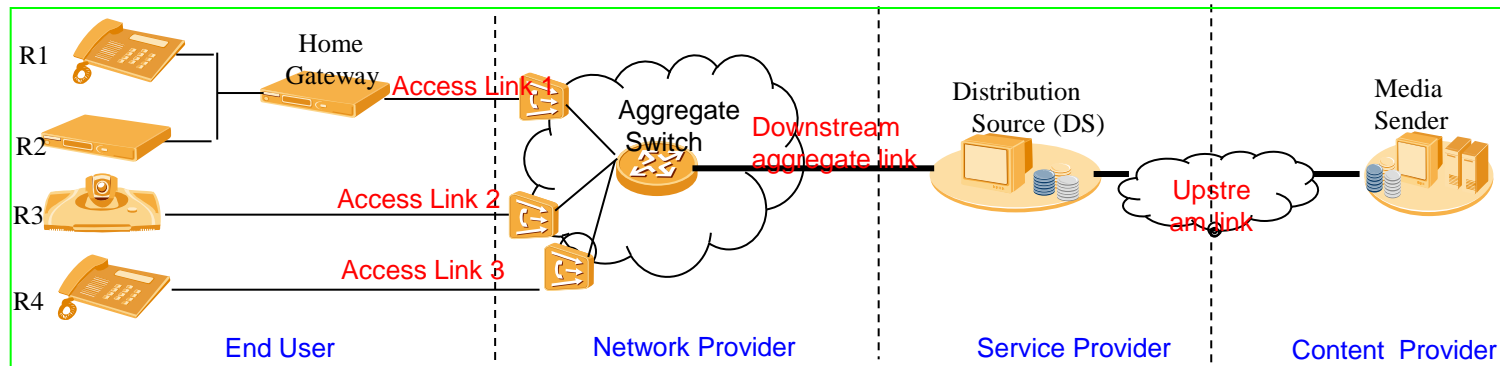 R1
Home
Gateway
Access Link 1
R2
Aggregate
Switch
Downstream
aggregate link
Distribution
Source (DS)
Media
Sender
Upstre
am link
R3
Access Link 2
R4
Access Link 3
End User
Network Provider
Service Provider
Content Provider